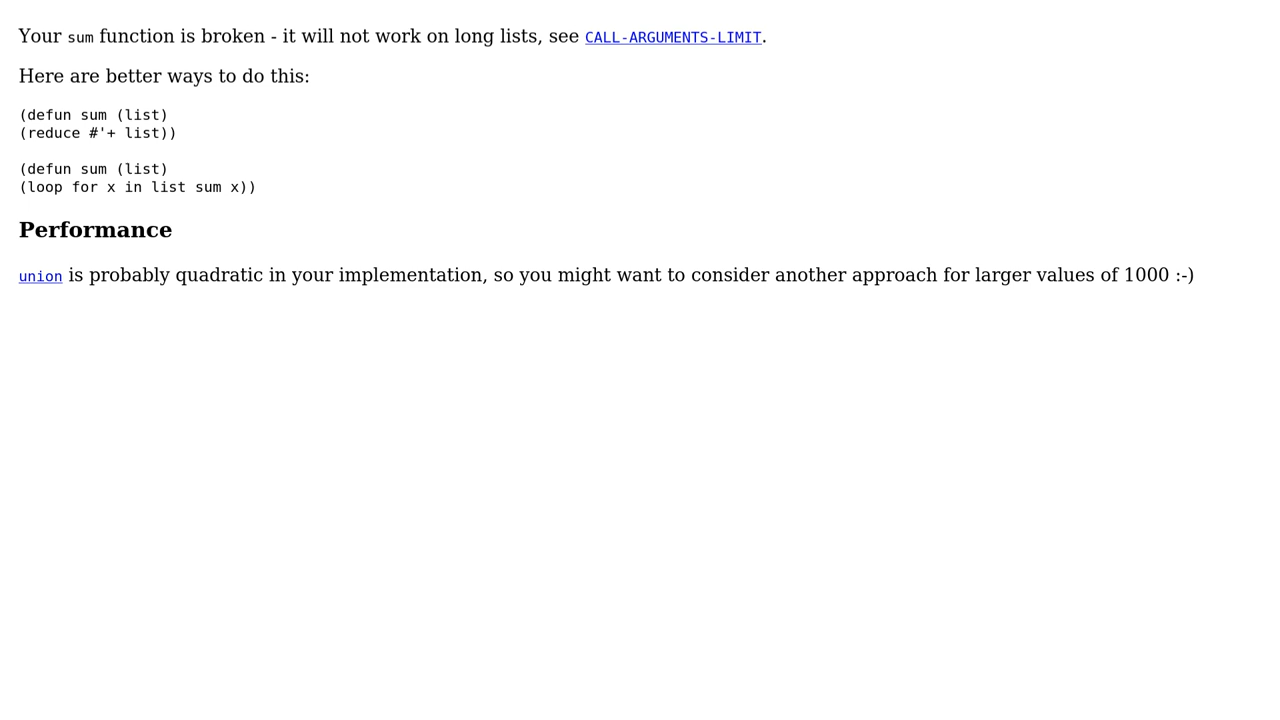 Your sum function is broken - it will not work on long lists, see CALL-ARGUMENTS-LIMIT.
Here are better ways to do this:
(defun sum (list)
(reduce #'+ list))
(defun sum (list)
(loop for x in list sum x))
Performance
union is probably quadratic in your implementation, so you might want to consider another approach for larger values of 1000 :-)